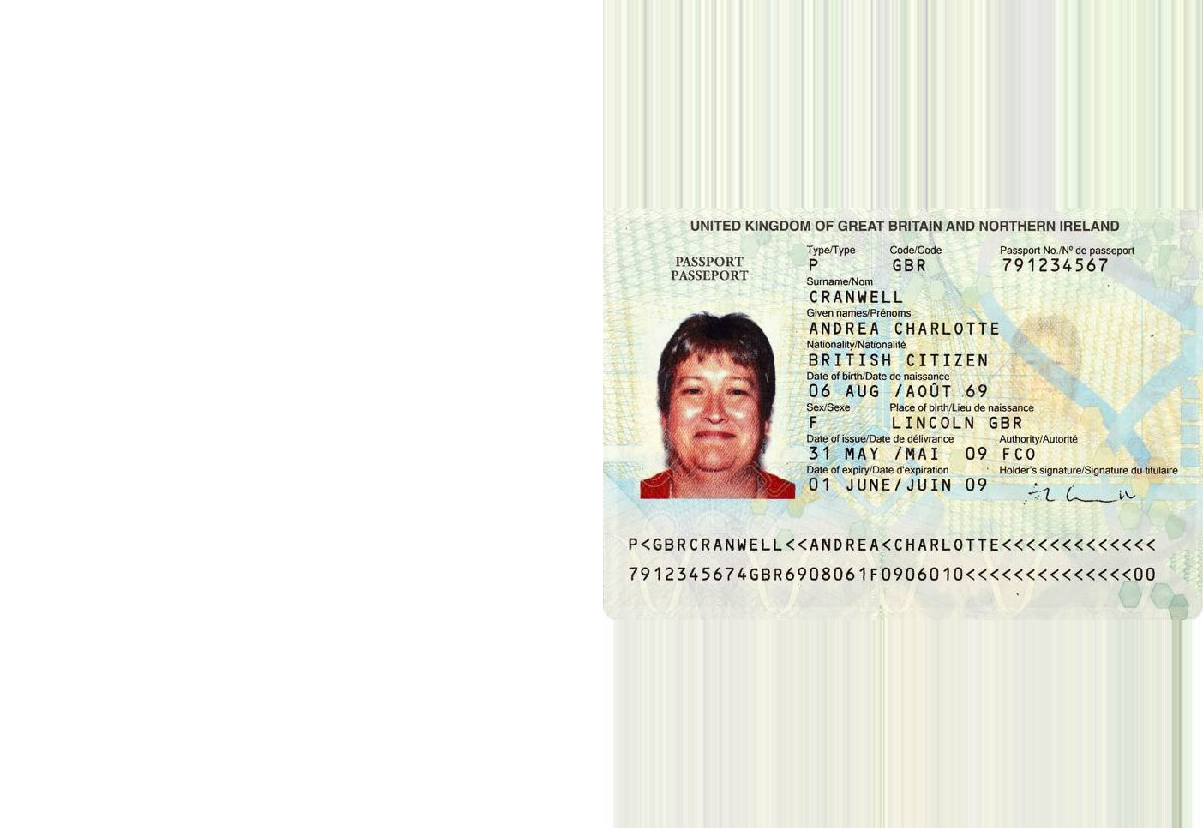 UNITED KINGDOM OF GREAT BRITAIN AND NORTHERN IRELAND
PASSPORT
PASSEPORT
Type/Type Code/Code Passport No./Nº de passeport
P GBR 791234567
Surname/Nom
CRANWELL
Given names/Prénoms
ANDREA CHARLOTTE
Nationality/Nationalité
BRITISH CITIZEN
Date of birth/Date de naissance
06 AUG /AOÛT 69
Sex/Sexe Place of birth/Lieu de naissance
F LINCOLN GBR
Date of issue/Date de délivrance Authority/Autorité
31 MAY /MAI 09 FCO
Date of expiry/Date d'expiration Holder's signature/Signature du titulaire
01 JUNE/JUIN 09
P<GBRCRANWELL<<ANDREA<CHARLOTTE<<<<<<<<<<<<<
7912345674GBR6908061F0906010<<<<<<<<<<<<<<00